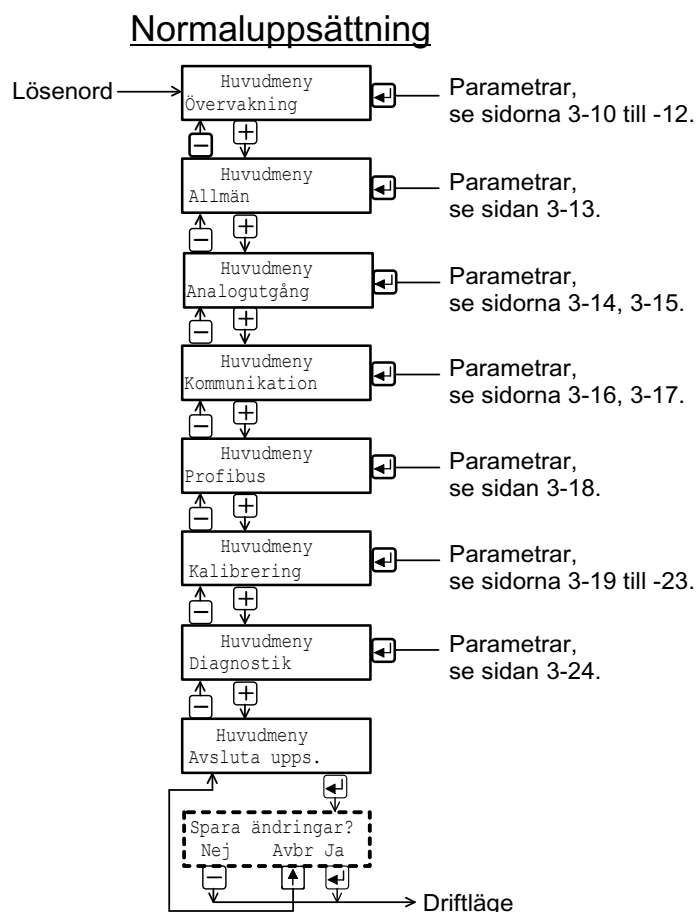 Normaluppsättning
Lösenord
Huvudmeny
Övervakning
Parametrar,
se sidorna 3-10 till -12.
Huvudmeny
Allmän
Parametrar,
se sidan 3-13.
Huvudmeny
Analogutgång
Parametrar,
se sidorna 3-14, 3-15.
Huvudmeny
Kommunikation
Parametrar,
se sidorna 3-16, 3-17.
Huvudmeny
Profibus
Parametrar,
se sidan 3-18.
Huvudmeny
Kalibrering
Parametrar,
se sidorna 3-19 till -23.
Huvudmeny
Diagnostik
Parametrar,
se sidan 3-24.
Huvudmeny
Avsluta upps.
Spara ändringar?
Nej Avbr Ja
Driftläge